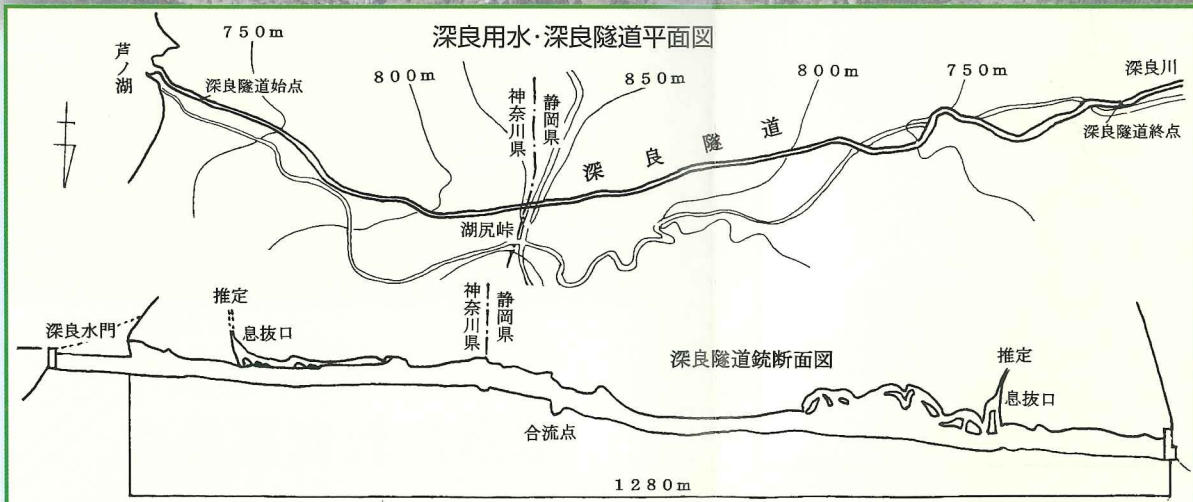 深良用水·深良隧道平面図
芦ノ湖
750m
深良隧道始点
800m
神奈川県
静岡県
850m
800m
750m
深良川
深良隧道
深良隧道終点
湖尻峠
神奈川県
静岡県
深良水門
推定
息抜口
深良隧道銃断面図
推定
息抜口
合流点
1280m